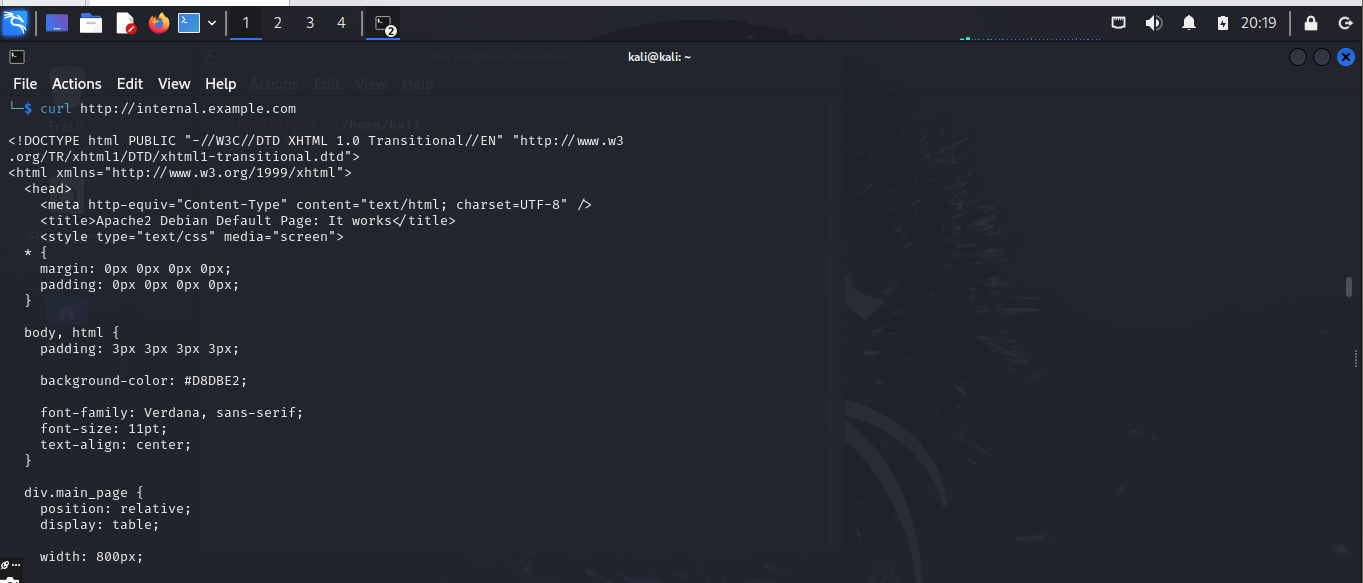 1 2 3 4 2 20:19
kali@kali: ~
File Actions Edit View Help
└─$ curl http://internal.example.com
<!DOCTYPE html PUBLIC "-//W3C//DTD XHTML 1.0 Transitional//EN" "http://www.w3
.org/TR/xhtml1/DTD/xhtml1-transitional.dtd">
<html xmlns="http://www.w3.org/1999/xhtml">
  <head>
    <meta http-equiv="Content-Type" content="text/html; charset=UTF-8" />
    <title>Apache2 Debian Default Page: It works</title>
    <style type="text/css" media="screen">
  * {
    margin: 0px 0px 0px 0px;
    padding: 0px 0px 0px 0px;
  }
  body, html {
    padding: 3px 3px 3px 3px;
    background-color: #D8DBE2;
    font-family: Verdana, sans-serif;
    font-size: 11pt;
    text-align: center;
  }
  div.main_page {
    position: relative;
    display: table;
    width: 800px;